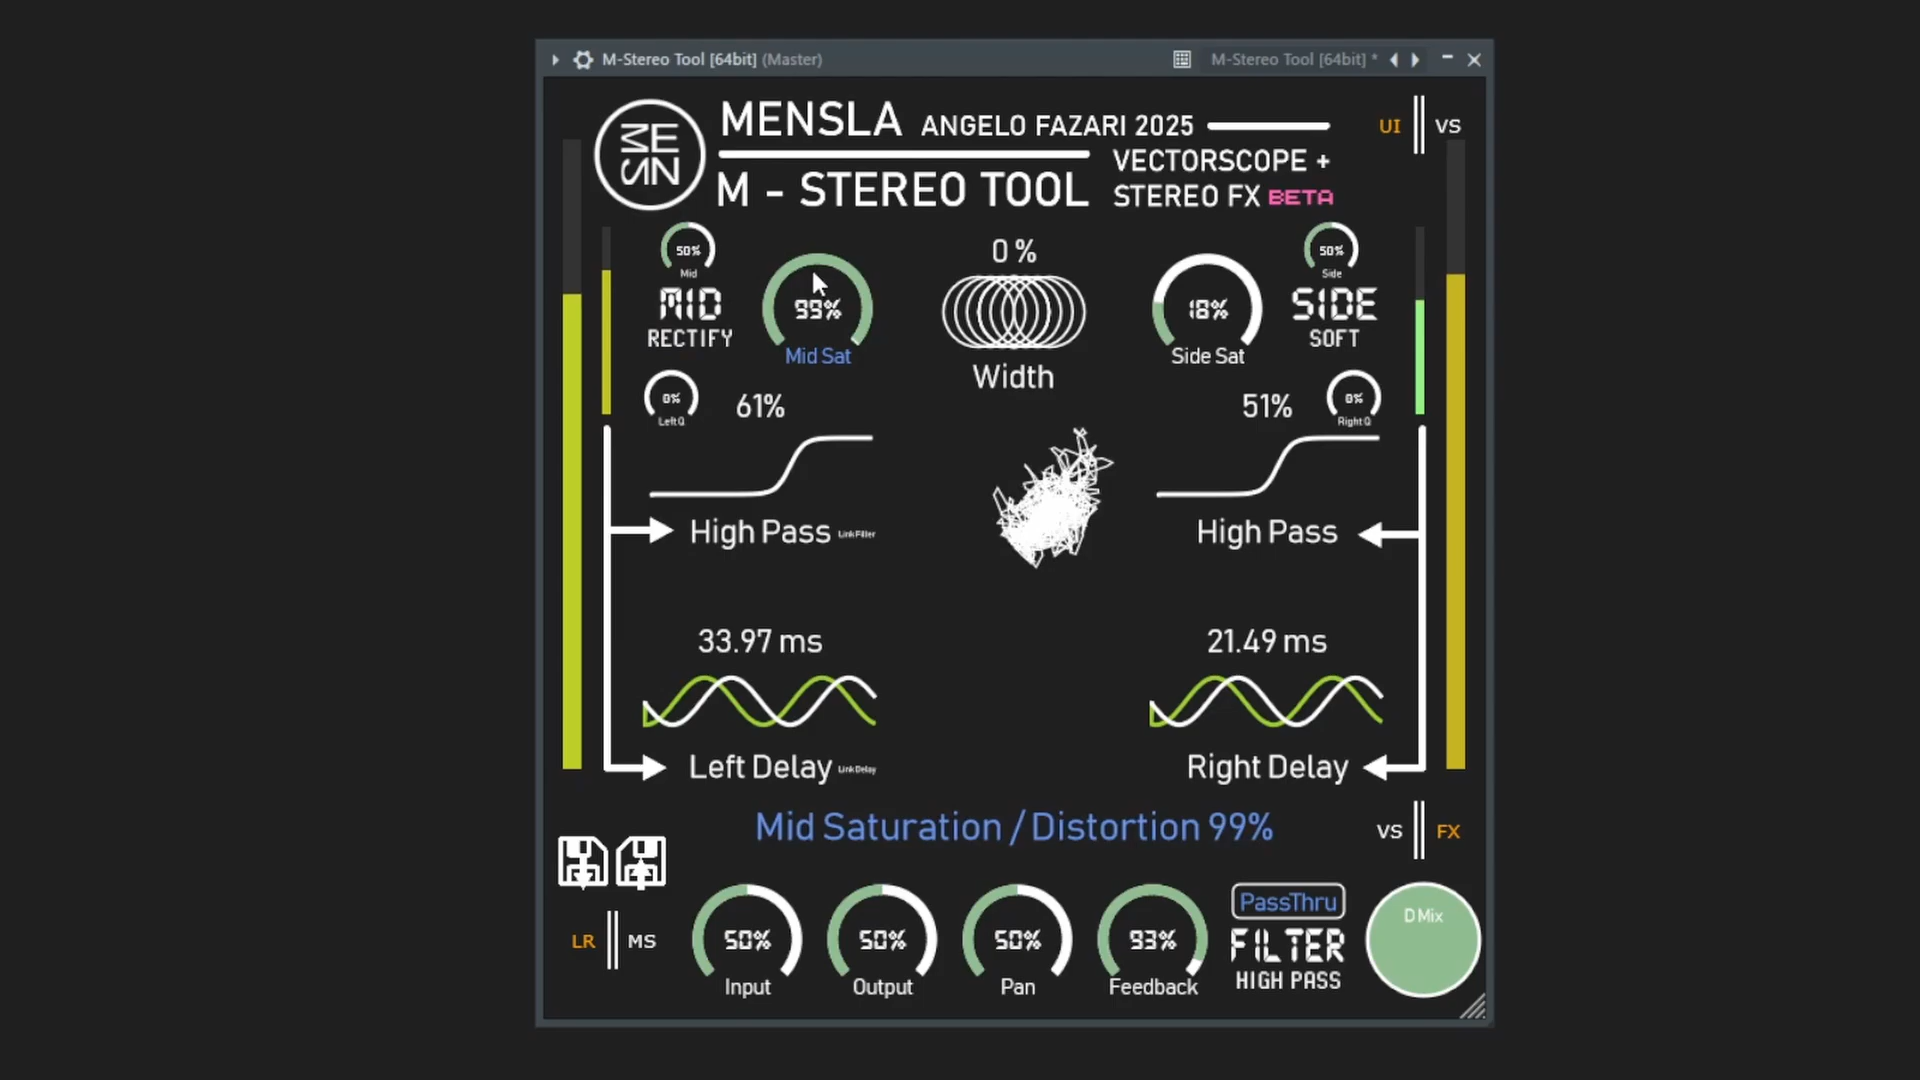 M-Stereo Tool [64bit] (Master)
M-Stereo Tool [64bit] *
MENSLA ANGELO FAZARI 2025
M - STEREO TOOL
VECTORSCOPE +
STEREO FX BETA
UI VS
50%
Mid
MID
RECTIFY
99%
Mid Sat
0 %
Width
18%
Side Sat
50%
Side
SIDE
SOFT
0%
Left Q
61%
High Pass Link Filter
51%
0%
Right Q
High Pass
33.97 ms
Left Delay Link Delay
21.49 ms
Right Delay
Mid Saturation / Distortion 99%
VS FX
LR MS
50%
Input
50%
Output
50%
Pan
93%
Feedback
PassThru
FILTER
HIGH PASS
D Mix